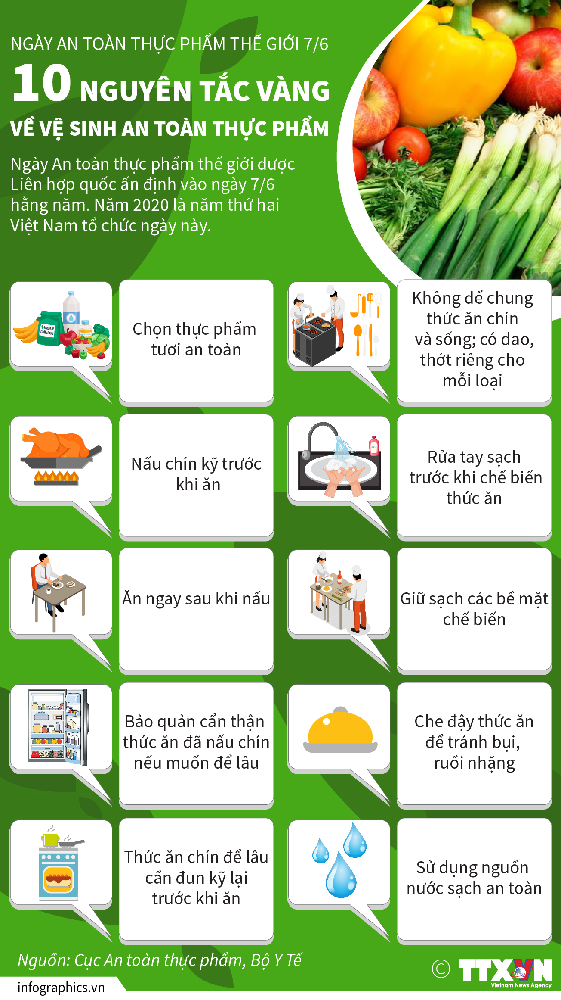 NGÀY AN TOÀN THỰC PHẨM THẾ GIỚI 7/6
10 NGUYÊN TẮC VÀNG
VỀ VỆ SINH AN TOÀN THỰC PHẨM
Ngày An toàn thực phẩm thế giới được
Liên hợp quốc ấn định vào ngày 7/6
hằng năm. Năm 2020 là năm thứ hai
Việt Nam tổ chức ngày này.
Meal
Cellulose
Chọn thực phẩm
tươi an toàn
Không để chung
thức ăn chín
và sống; có dao,
thớt riêng cho
mỗi loại
Nấu chín kỹ trước
khi ăn
Rửa tay sạch
trước khi chế biến
thức ăn
Ăn ngay sau khi nấu
Giữ sạch các bề mặt
chế biến
Bảo quản cẩn thận
thức ăn đã nấu chín
nếu muốn để lâu
Che đậy thức ăn
để tránh bụi,
ruồi nhặng
Thức ăn chín để lâu
cần đun kỹ lại
trước khi ăn
Sử dụng nguồn
nước sạch an toàn
Nguồn: Cục An toàn thực phẩm, Bộ Y Tế
© TTXVN
Vietnam News Agency
infographics.vn